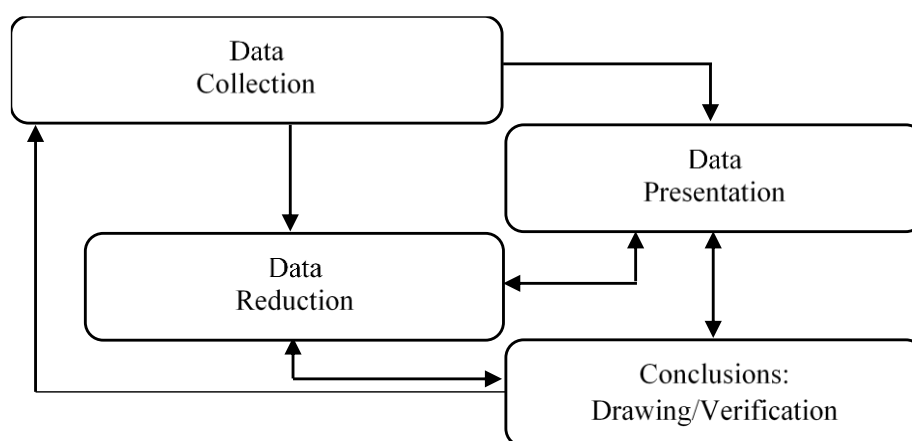 Data
Collection
Data
Presentation
Data
Reduction
Conclusions:
Drawing/Verification